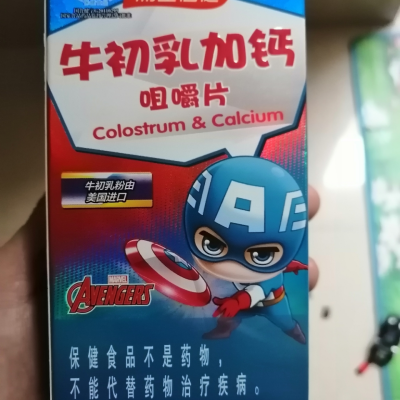 牛初乳加钙
咀嚼片
Colostrum & Calcium
牛初乳粉由
美国进口
A
MARVEL
AVENGERS
保健食品不是药物，
不能代替药物治疗疾病。